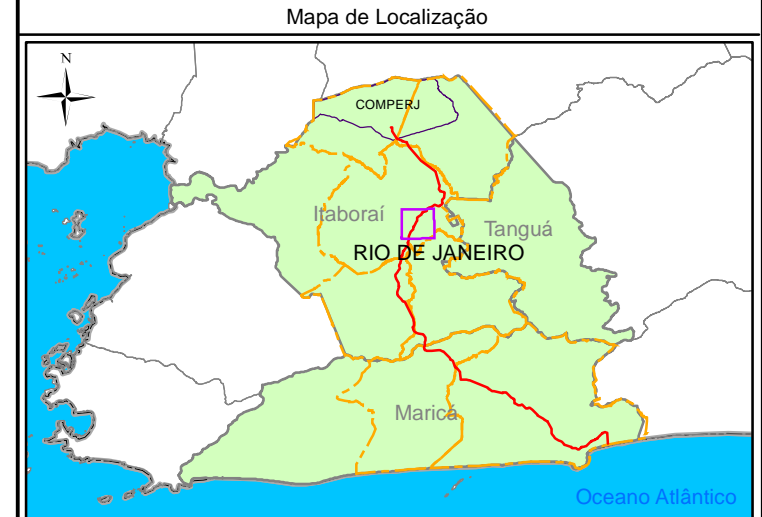 Mapa de Localização
N
COMPERJ
Itaboraí
Tanguá
RIO DE JANEIRO
Maricá
Oceano Atlântico